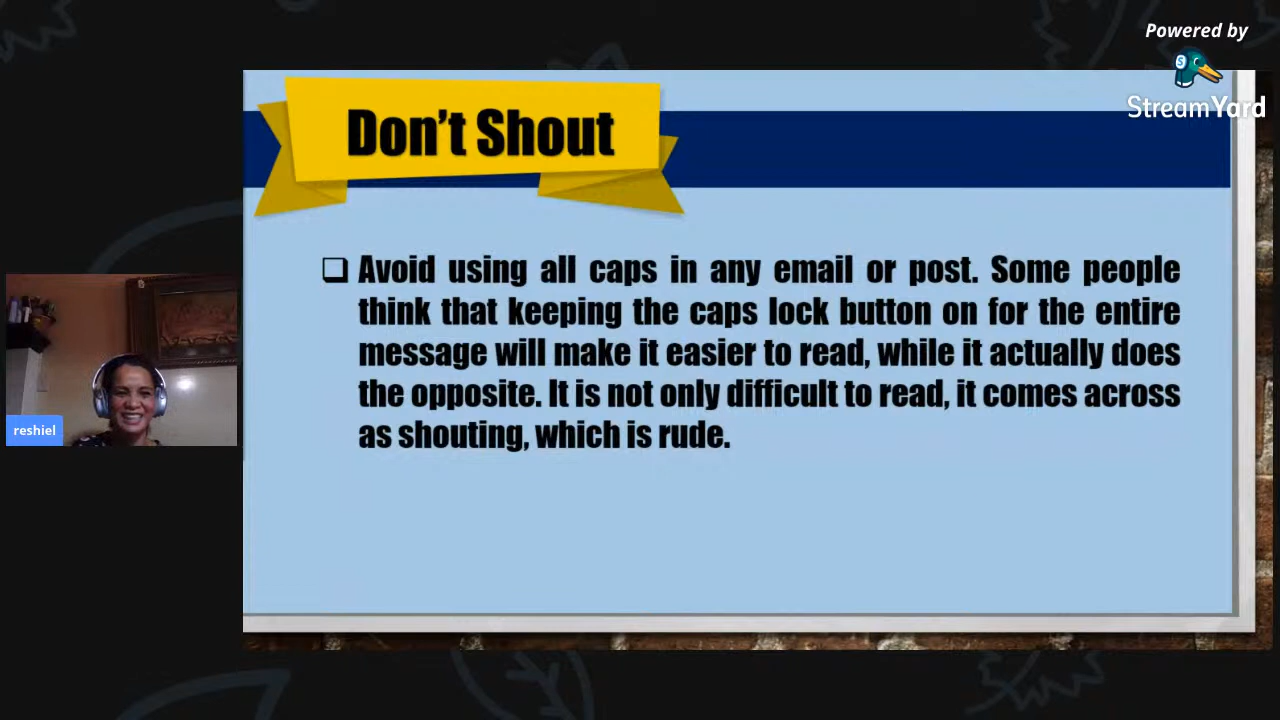 Powered by
StreamYard
Don’t Shout
❑ Avoid using all caps in any email or post. Some people
think that keeping the caps lock button on for the entire
message will make it easier to read, while it actually does
the opposite. It is not only difficult to read, it comes across
as shouting, which is rude.
reshiel